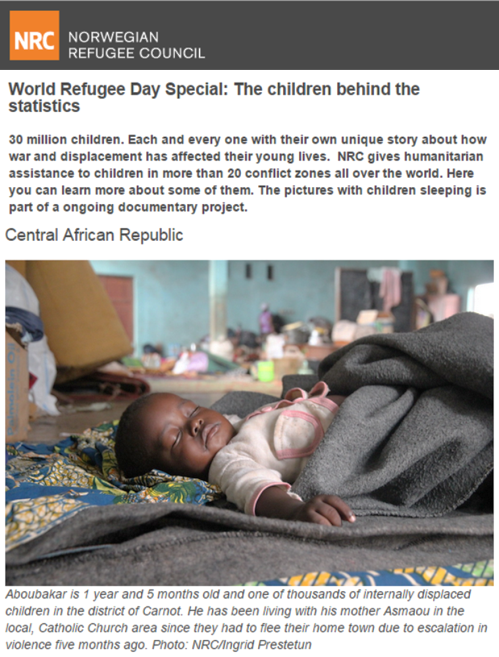 NRC
NORWEGIAN
REFUGEE COUNCIL
World Refugee Day Special: The children behind the
statistics
30 million children. Each and every one with their own unique story about how
war and displacement has affected their young lives.  NRC gives humanitarian
assistance to children in more than 20 conflict zones all over the world. Here
you can learn more about some of them. The pictures with children sleeping is
part of a ongoing documentary project.
Central African Republic
Aboubakar is 1 year and 5 months old and one of thousands of internally displaced
children in the district of Carnot. He has been living with his mother Asmaou in the
local, Catholic Church area since they had to flee their home town due to escalation in
violence five months ago. Photo: NRC/Ingrid Prestetun